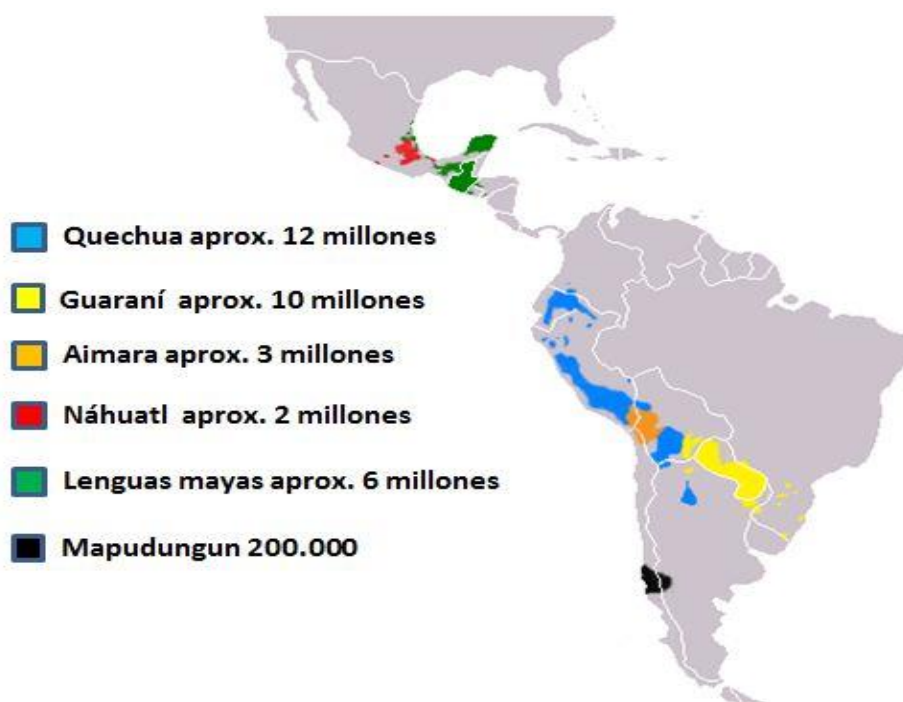 Quechua aprox. 12 millones
Guaraní aprox. 10 millones
Aimara aprox. 3 millones
Náhuatl aprox. 2 millones
Lenguas mayas aprox. 6 millones
Mapudungun 200.000